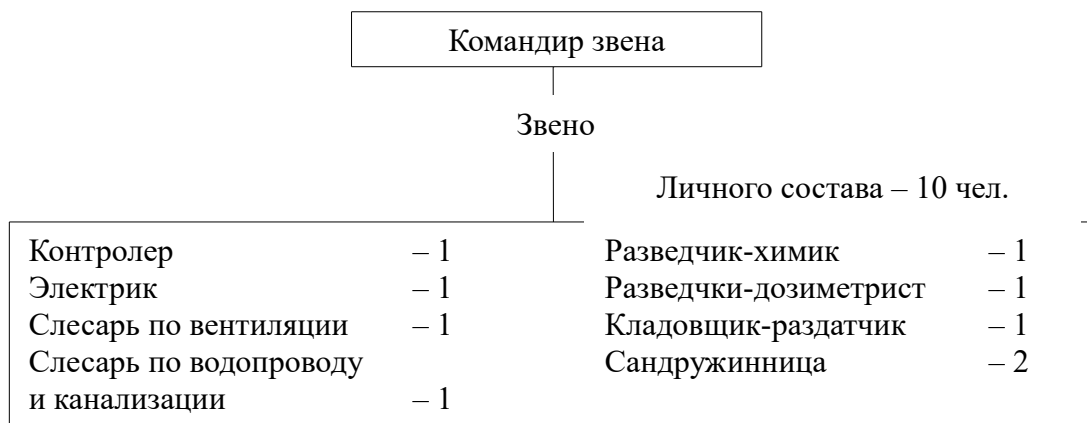 Командир звена
Звено
Личного состава – 10 чел.
Контролер – 1
Электрик – 1
Слесарь по вентиляции – 1
Слесарь по водопроводу
и канализации – 1
Разведчик-химик – 1
Разведчки-дозиметрист – 1
Кладовщик-раздатчик – 1
Сандружинница – 2